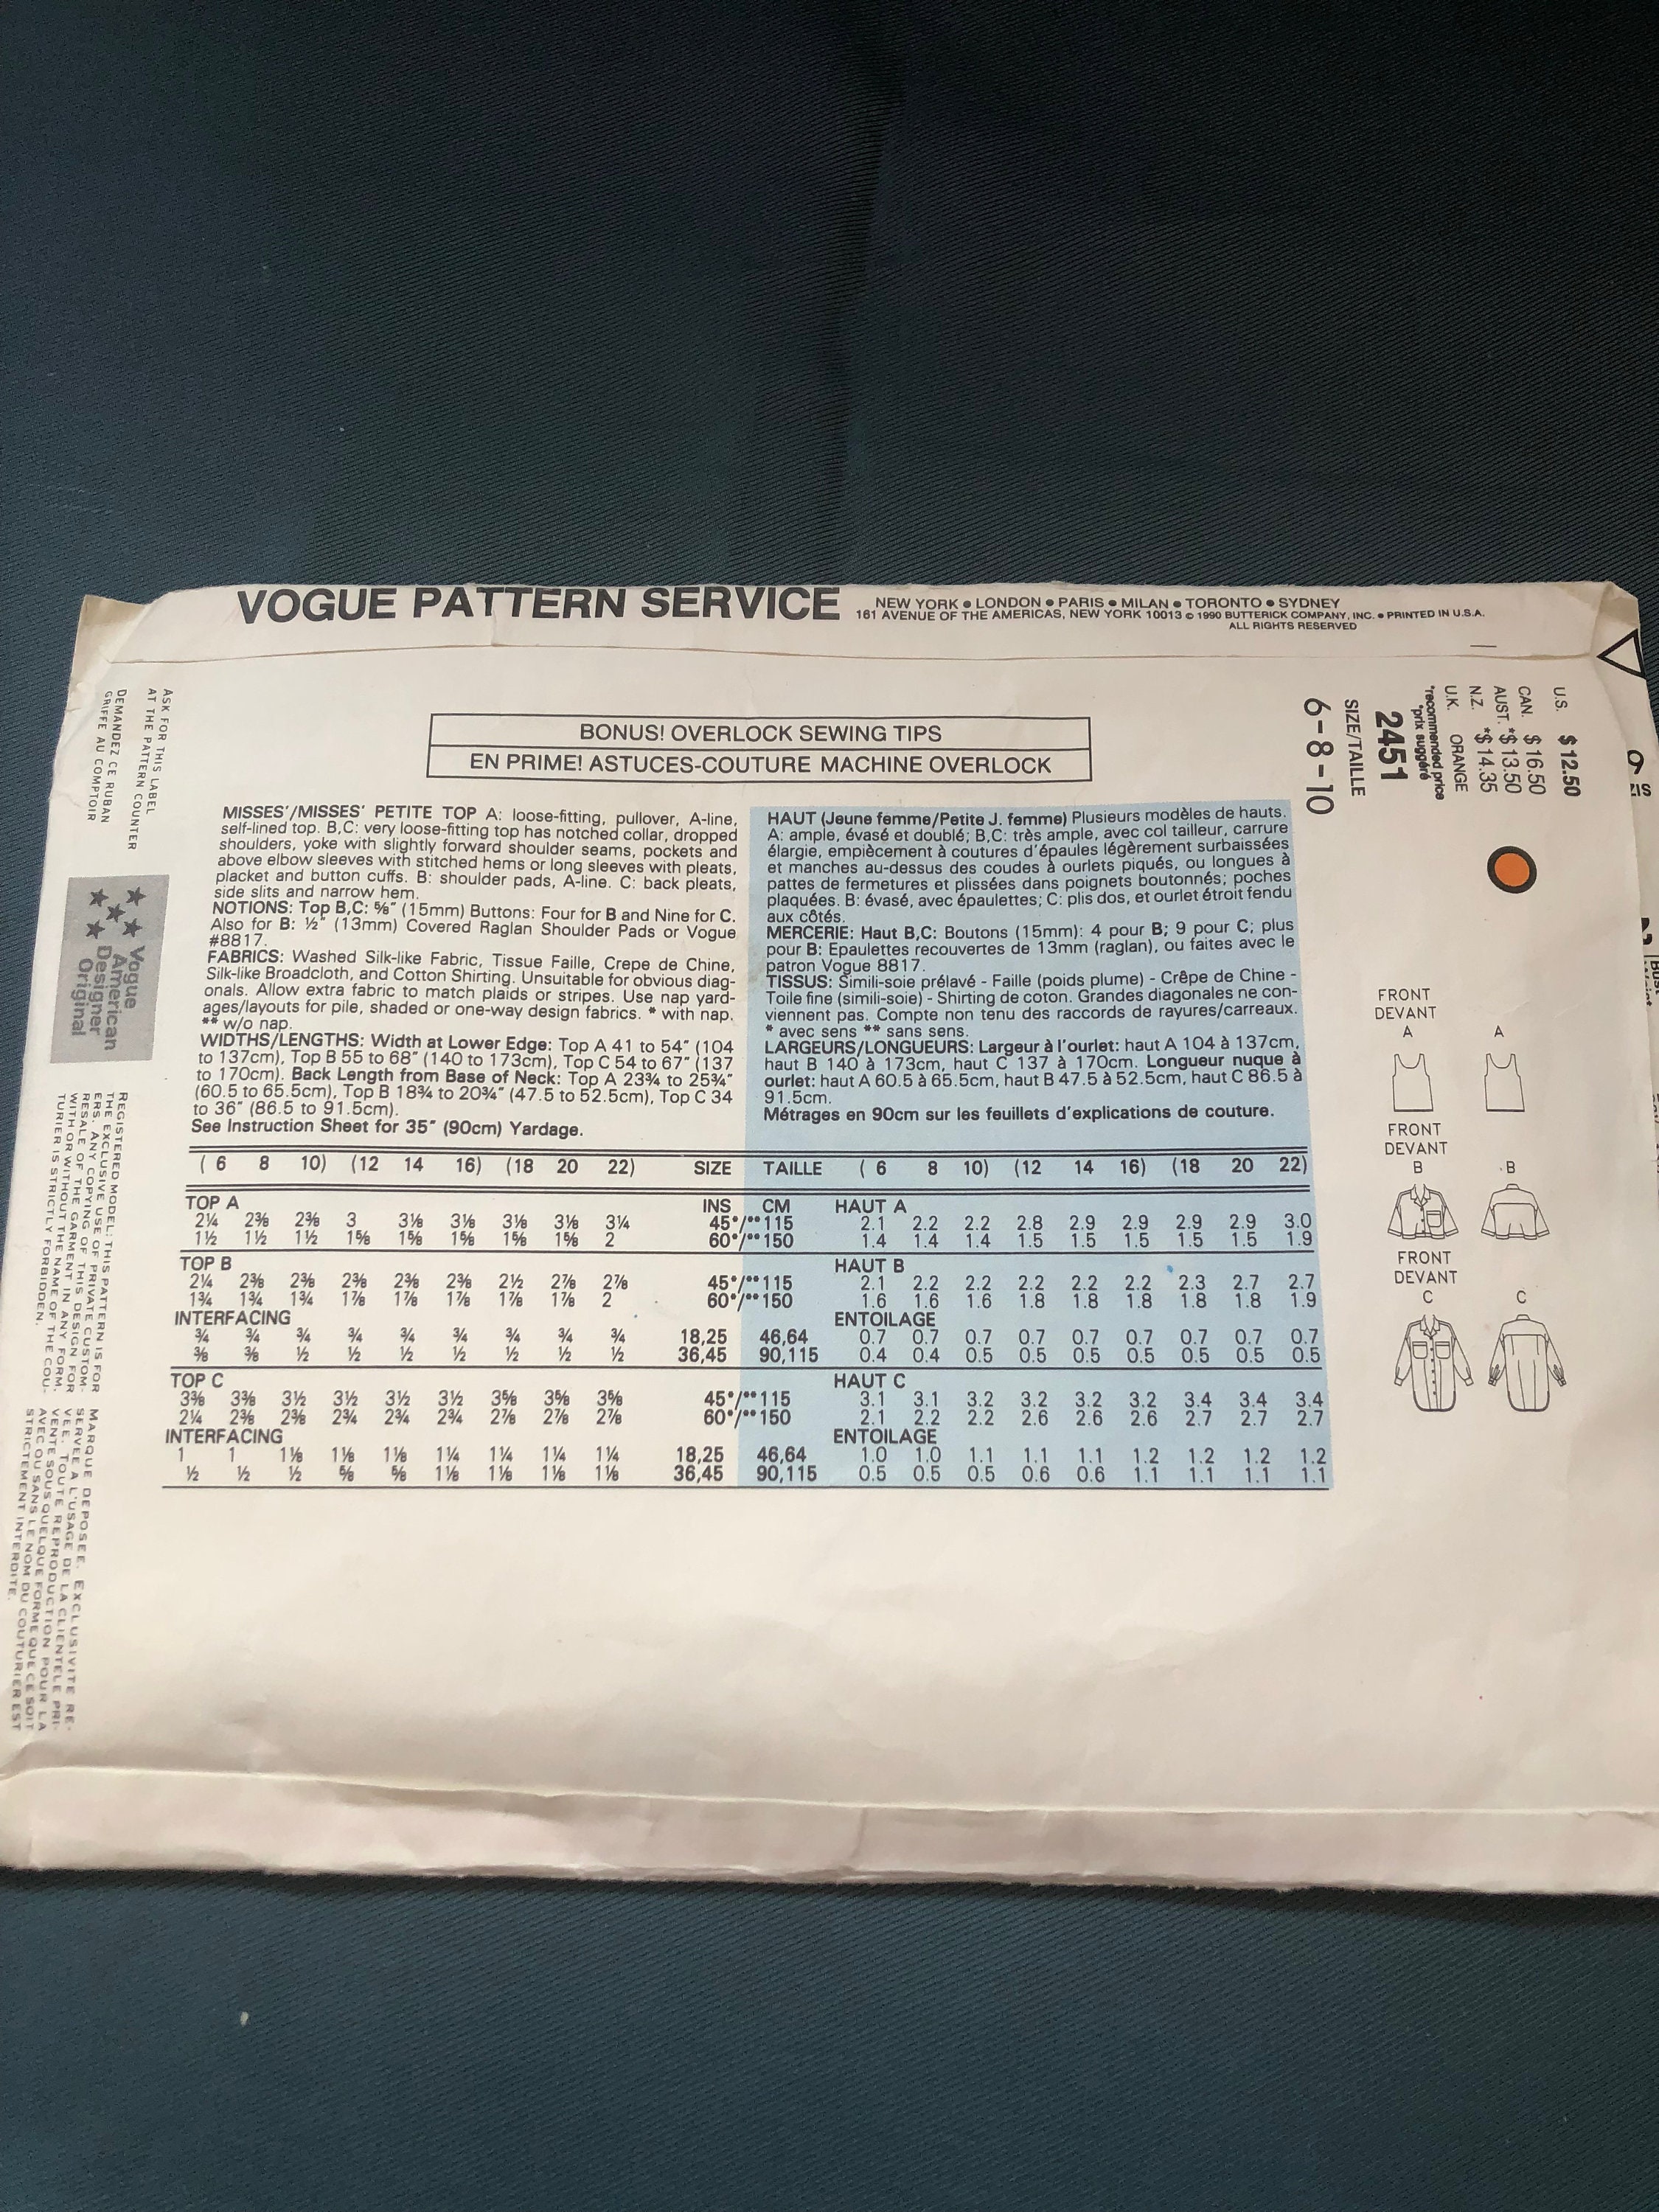 VOGUE PATTERN SERVICE
NEW YORK • LONDON • PARIS • MILAN • TORONTO • SYDNEY
161 AVENUE OF THE AMERICAS, NEW YORK 10013 © 1990 BUTTERICK COMPANY, INC. • PRINTED IN U.S.A.
ALL RIGHTS RESERVED
BONUS! OVERLOCK SEWING TIPS
EN PRIME! ASTUCES-COUTURE MACHINE OVERLOCK
MISSES'/MISSES' PETITE TOP A: loose-fitting, pullover, A-line,
self-lined top. B,C: very loose-fitting top has notched collar, dropped
shoulders, yoke with slightly forward shoulder seams, pockets and
above elbow sleeves with stitched hems or long sleeves with pleats,
placket and button cuffs. B: shoulder pads, A-line. C: back pleats,
side slits and narrow hem.
NOTIONS: Top B,C: ⅝" (15mm) Buttons: Four for B and Nine for C.
Also for B: ½" (13mm) Covered Raglan Shoulder Pads or Vogue
#8817.
FABRICS: Washed Silk-like Fabric, Tissue Faille, Crepe de Chine,
Silk-like Broadcloth, and Cotton Shirting. Unsuitable for obvious diag-
onals. Allow extra fabric to match plaids or stripes. Use nap yard-
ages/layouts for pile, shaded or one-way design fabrics. * with nap.
** w/o nap.
WIDTHS/LENGTHS: Width at Lower Edge: Top A 41 to 54" (104
to 137cm), Top B 55 to 68" (140 to 173cm), Top C 54 to 67" (137
to 170cm). Back Length from Base of Neck: Top A 23¾ to 25¾"
(60.5 to 65.5cm), Top B 18¾ to 20¾" (47.5 to 52.5cm), Top C 34
to 36" (86.5 to 91.5cm).
See Instruction Sheet for 35" (90cm) Yardage.
HAUT (Jeune femme/Petite J. femme) Plusieurs modèles de hauts.
A: ample, évasé et doublé; B,C: très ample, avec col tailleur, carrure
élargie, empiècement à coutures d'épaules légèrement surbaissées
et manches au-dessus des coudes à ourlets piqués, ou longues à
pattes de fermetures et plissées dans poignets boutonnés; poches
plaquées. B: évasé, avec épaulettes; C: plis dos, et ourlet étroit fendu
aux côtés.
MERCERIE: Haut B,C: Boutons (15mm): 4 pour B; 9 pour C; plus
pour B: Epaulettes recouvertes de 13mm (raglan), ou faites avec le
patron Vogue 8817.
TISSUS: Simili-soie prélavé - Faille (poids plume) - Crêpe de Chine -
Toile fine (simili-soie) - Shirting de coton. Grandes diagonales ne con-
viennent pas. Compte non tenu des raccords de rayures/carreaux.
* avec sens ** sans sens.
LARGEURS/LONGUEURS: Largeur à l'ourlet: haut A 104 à 137cm,
haut B 140 à 173cm, haut C 137 à 170cm. Longueur nuque à
ourlet: haut A 60.5 à 65.5cm, haut B 47.5 à 52.5cm, haut C 86.5 à
91.5cm.
Métrages en 90cm sur les feuillets d'explications de couture.
( 6 8 10) (12 14 16) (18 20 22) SIZE TAILLE ( 6 8 10) (12 14 16) (18 20 22)
TOP A INS CM HAUT A
2¼ 2⅜ 2⅜ 3 3⅛ 3⅛ 3⅛ 3⅛ 3¼ 45*/** 115 2.1 2.2 2.2 2.8 2.9 2.9 2.9 2.9 3.0
1½ 1½ 1½ 1⅝ 1⅝ 1⅝ 1⅝ 1⅝ 2 60*/** 150 1.4 1.4 1.4 1.5 1.5 1.5 1.5 1.5 1.9
TOP B HAUT B
2¼ 2⅜ 2⅜ 2⅜ 2⅜ 2⅜ 2½ 2⅞ 2⅞ 45*/** 115 2.1 2.2 2.2 2.2 2.2 2.2 2.3 2.7 2.7
1¾ 1¾ 1¾ 1⅞ 1⅞ 1⅞ 1⅞ 1⅞ 2 60*/** 150 1.6 1.6 1.6 1.8 1.8 1.8 1.8 1.8 1.9
INTERFACING ENTOILAGE
¾ ¾ ¾ ¾ ¾ ¾ ¾ ¾ ¾ 18,25 46,64 0.7 0.7 0.7 0.7 0.7 0.7 0.7 0.7 0.7
⅜ ⅜ ½ ½ ½ ½ ½ ½ ½ 36,45 90,115 0.4 0.4 0.5 0.5 0.5 0.5 0.5 0.5 0.5
TOP C HAUT C
3⅜ 3⅜ 3½ 3½ 3½ 3½ 3⅝ 3⅝ 3⅝ 45*/** 115 3.1 3.1 3.2 3.2 3.2 3.2 3.4 3.4 3.4
2¼ 2⅜ 2⅜ 2¾ 2¾ 2¾ 2⅞ 2⅞ 2⅞ 60*/** 150 2.1 2.2 2.2 2.6 2.6 2.6 2.7 2.7 2.7
INTERFACING ENTOILAGE
1 1 1⅛ 1⅛ 1⅛ 1¼ 1¼ 1¼ 1¼ 18,25 46,64 1.0 1.0 1.1 1.1 1.1 1.2 1.2 1.2 1.2
½ ½ ½ ⅝ ⅝ 1⅛ 1⅛ 1⅛ 1⅛ 36,45 90,115 0.5 0.5 0.5 0.6 0.6 1.1 1.1 1.1 1.1
U.S. $12.50
CAN. $16.50
AUST. *$13.50
N.Z. *$14.35
U.K. ORANGE
*recommended price
*prix suggéré
2451
SIZE/TAILLE
6-8-10
FRONT
DEVANT
A A
FRONT
DEVANT
B B
FRONT
DEVANT
C C
ASK FOR THIS LABEL
AT THE PATTERN COUNTER
DEMANDEZ CE RUBAN
GRIFFE AU COMPTOIR
Vogue
American
Designer
Original
REGISTERED MODEL: THIS PATTERN IS FOR
THE EXCLUSIVE USE OF PRIVATE CUSTOM-
ERS. ANY COPYING OF THIS DESIGN FOR
RESALE OF THE GARMENT IN ANY FORM,
WITH OR WITHOUT THE NAME OF THE COU-
TURIER IS STRICTLY FORBIDDEN.
MARQUE DEPOSEE. EXCLUSIVITE RE-
SERVEE A L'USAGE DE LA CLIENTELE PRI-
VEE. TOUTE REPRODUCTION POUR LA
VENTE SOUS QUELQUE FORME QUE CE SOIT
AVEC OU SANS LE NOM DU COUTURIER EST
STRICTEMENT INTERDITE.